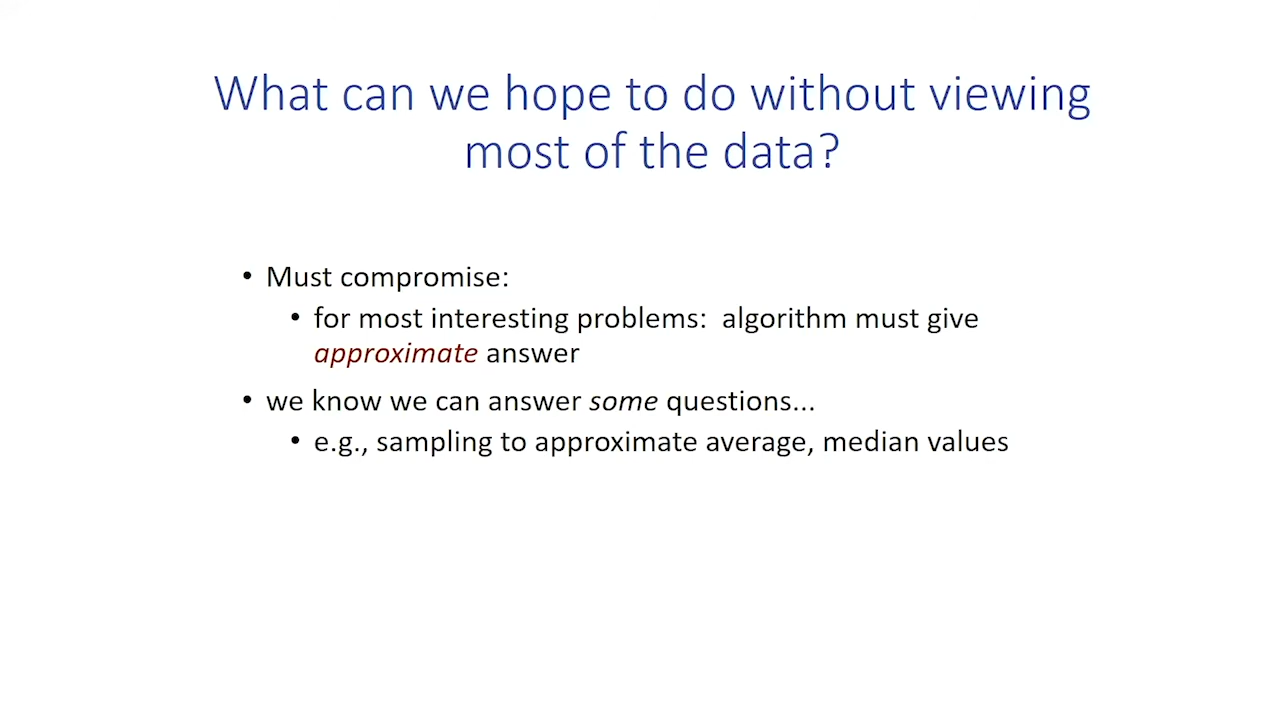 What can we hope to do without viewing
most of the data?
• Must compromise:
• for most interesting problems:  algorithm must give
approximate answer
• we know we can answer some questions...
• e.g., sampling to approximate average, median values